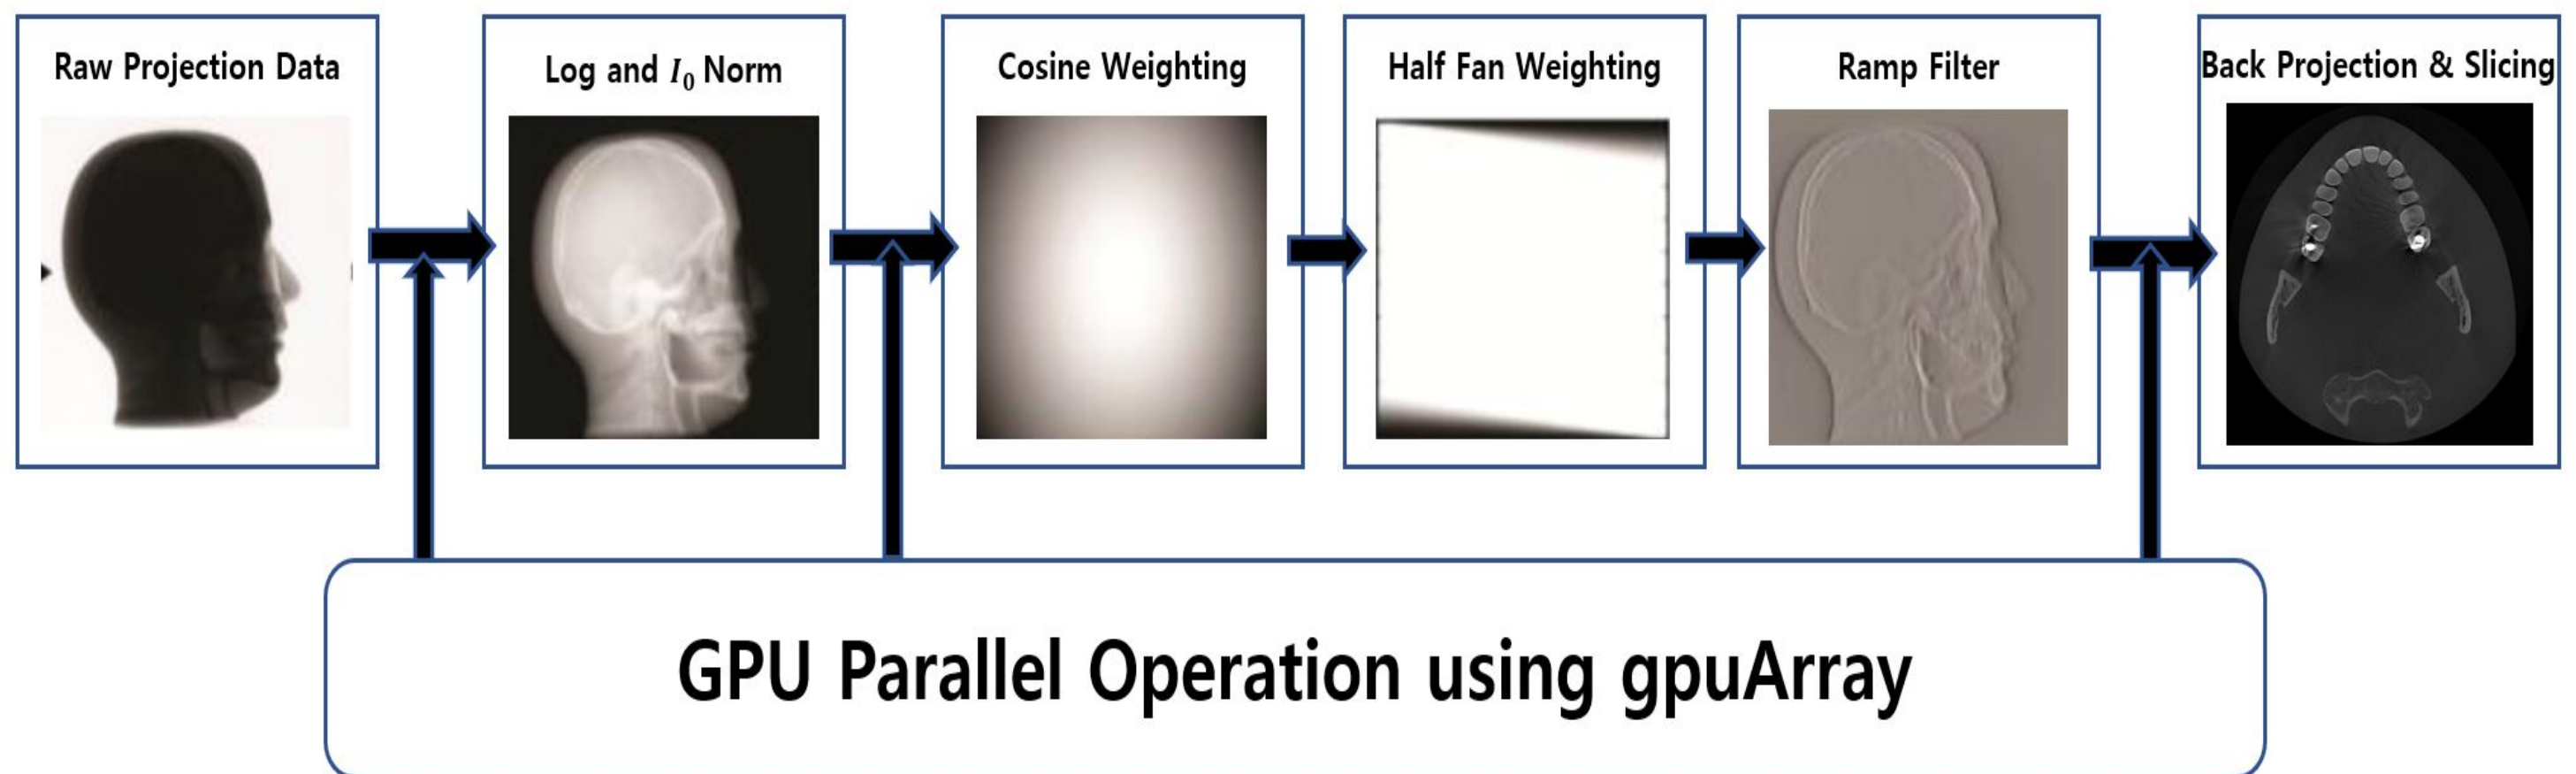 Raw Projection Data
Log and I₀ Norm
Cosine Weighting
Half Fan Weighting
Ramp Filter
Back Projection & Slicing
GPU Parallel Operation using gpuArray